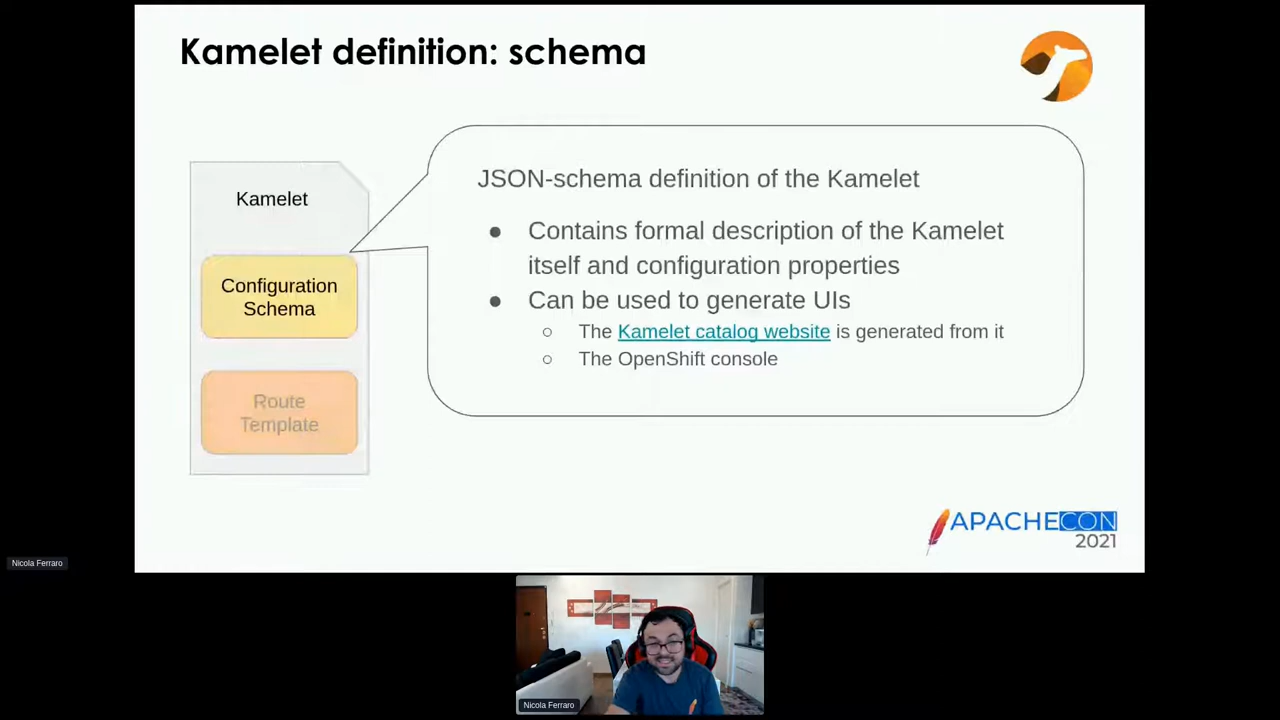 Kamelet definition: schema
Kamelet
Configuration
Schema
Route
Template
JSON-schema definition of the Kamelet
● Contains formal description of the Kamelet
itself and configuration properties
● Can be used to generate UIs
○ The Kamelet catalog website is generated from it
○ The OpenShift console
APACHECON
2021
Nicola Ferraro
Nicola Ferraro